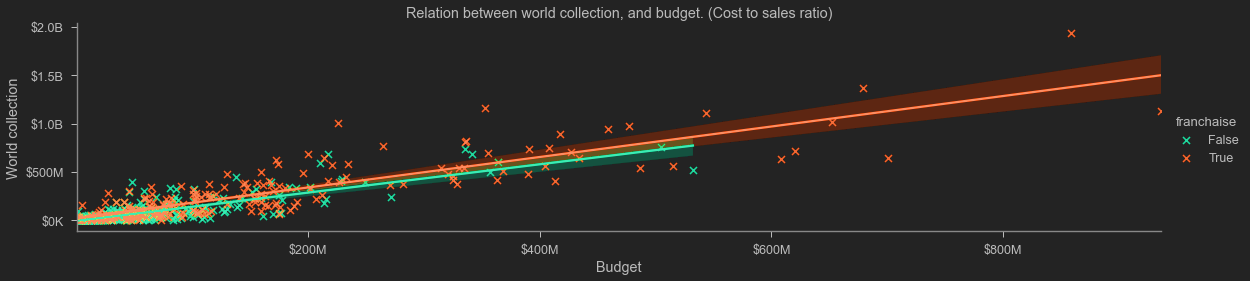 Relation between world collection, and budget. (Cost to sales ratio)
World collection
$2.0B
$1.5B
$1.0B
$500M
$0K
$200M
$400M
$600M
$800M
Budget
franchaise
False
True